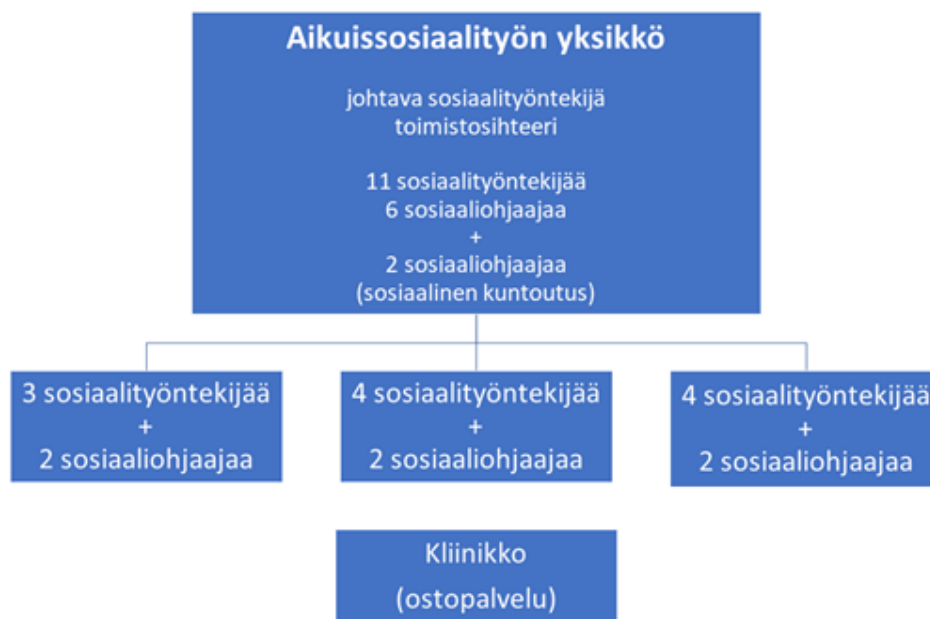 Aikuissosiaalityön yksikkö
johtava sosiaalityöntekijä
toimistosihteeri
11 sosiaalityöntekijää
6 sosiaaliohjaajaa
+
2 sosiaaliohjaajaa
(sosiaalinen kuntoutus)
3 sosiaalityöntekijää
+
2 sosiaaliohjaajaa
4 sosiaalityöntekijää
+
2 sosiaaliohjaajaa
4 sosiaalityöntekijää
+
2 sosiaaliohjaajaa
Kliinikko
(ostopalvelu)